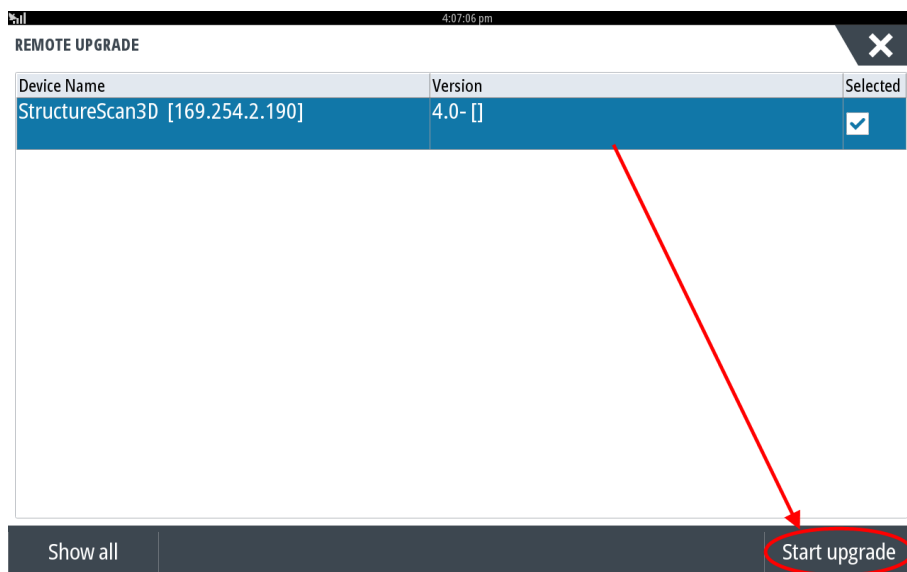 4:07:06 pm
REMOTE UPGRADE
Device Name Version Selected
StructureScan3D [169.254.2.190] 4.0- []
Show all Start upgrade